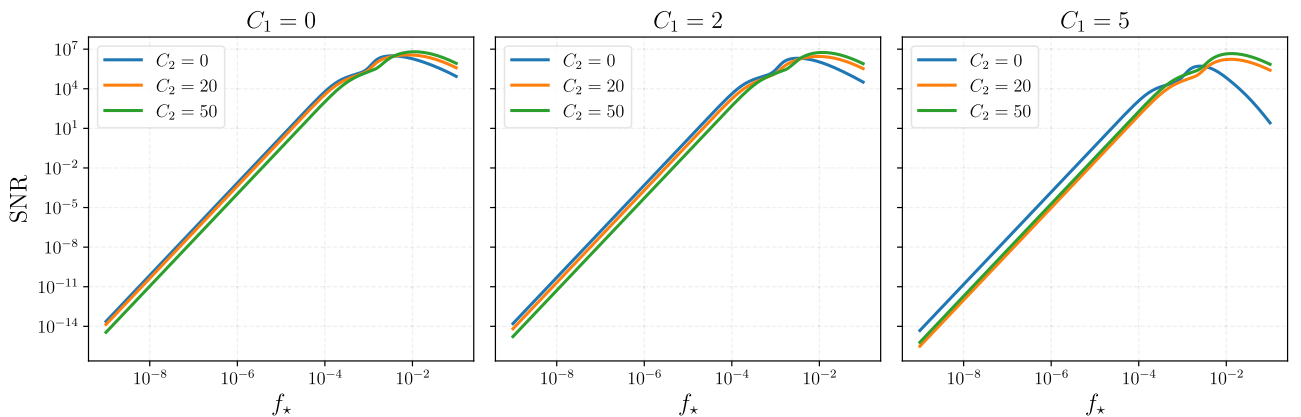 $C_1 = 0$
$C_1 = 2$
$C_1 = 5$
SNR
$10^{7}$
$10^{4}$
$10^{1}$
$10^{-2}$
$10^{-5}$
$10^{-8}$
$10^{-11}$
$10^{-14}$
$C_2 = 0$
$C_2 = 20$
$C_2 = 50$
$C_2 = 0$
$C_2 = 20$
$C_2 = 50$
$C_2 = 0$
$C_2 = 20$
$C_2 = 50$
$10^{-8}$ $10^{-6}$ $10^{-4}$ $10^{-2}$
$10^{-8}$ $10^{-6}$ $10^{-4}$ $10^{-2}$
$10^{-8}$ $10^{-6}$ $10^{-4}$ $10^{-2}$
$f_\star$
$f_\star$
$f_\star$